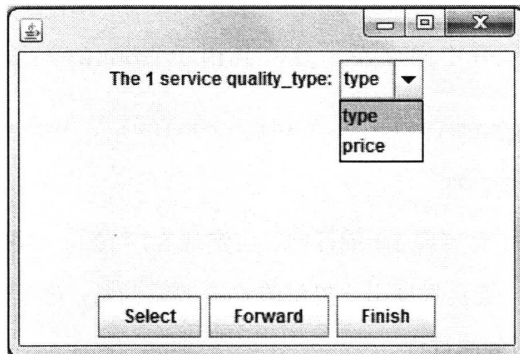 The 1 service quality_type: type
type
price
Select Forward Finish